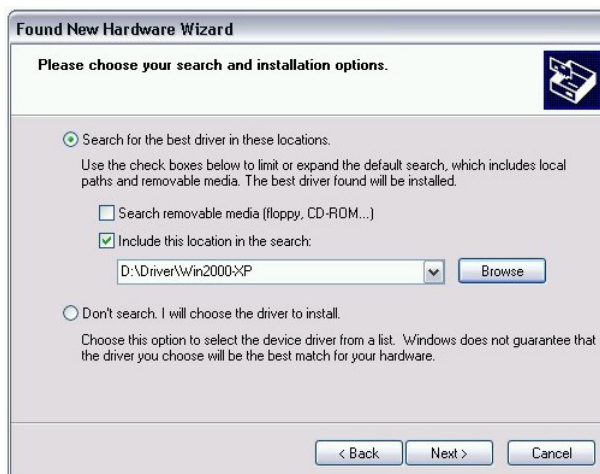 Found New Hardware Wizard
Please choose your search and installation options.
Search for the best driver in these locations.
Use the check boxes below to limit or expand the default search, which includes local
paths and removable media. The best driver found will be installed.
Search removable media (floppy, CD-ROM...)
Include this location in the search:
D:\Driver\Win2000-XP
Browse
Don't search. I will choose the driver to install.
Choose this option to select the device driver from a list. Windows does not guarantee that
the driver you choose will be the best match for your hardware.
< Back Next > Cancel